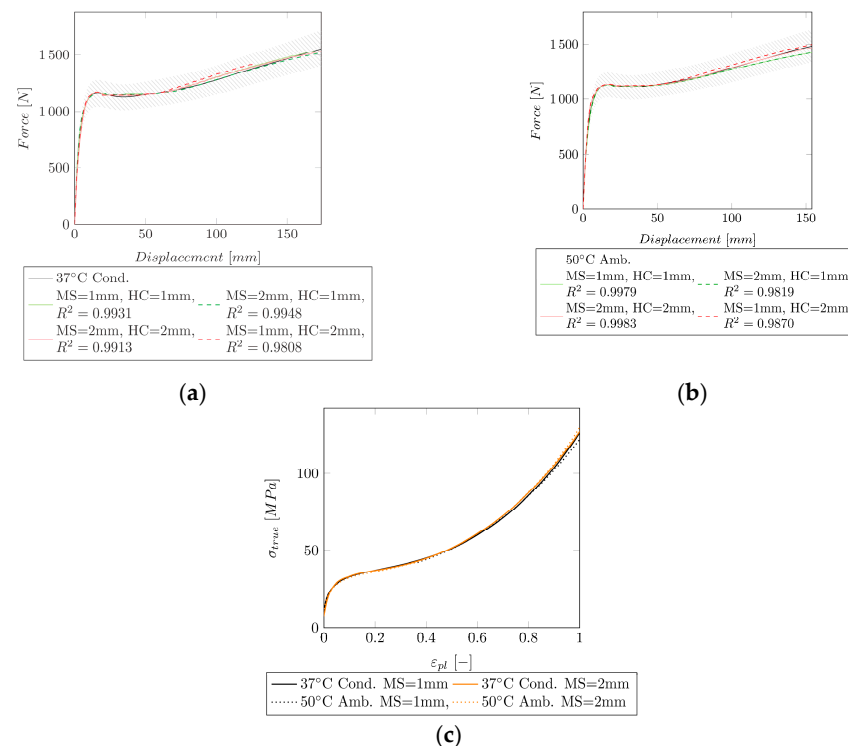 1 500
1 000
500
0
Force [N]
0
50
100
150
Displacement [mm]
37°C Cond.
MS=1mm, HC=1mm, R² = 0.9931
MS=2mm, HC=1mm, R² = 0.9948
MS=2mm, HC=2mm, R² = 0.9913
MS=1mm, HC=2mm, R² = 0.9808
(a)
1 500
1 000
500
0
Force [N]
0
50
100
150
Displacement [mm]
50°C Amb.
MS=1mm, HC=1mm, R² = 0.9979
MS=2mm, HC=1mm R² = 0.9819
MS=2mm, HC=2mm, R² = 0.9983
MS=1mm, HC=2mm R² = 0.9870
(b)
100
50
0
σ_true [MPa]
0
0.2
0.4
0.6
0.8
1
ε_pl [−]
37°C Cond. MS=1mm
37°C Cond. MS=2mm
50°C Amb. MS=1mm,
50°C Amb. MS=2mm
(c)